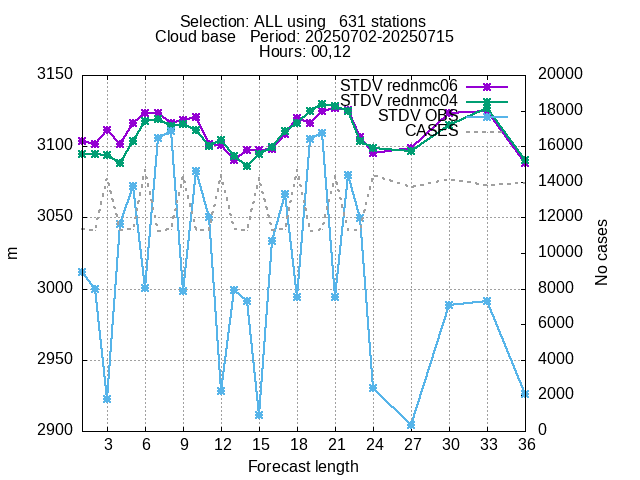 Selection: ALL using   631 stations
Cloud base   Period: 20250702-20250715
Hours: 00,12
STDV rednmc06
STDV rednmc04
STDV OBS
CASES
3150
3100
3050
3000
2950
2900
m
20000
18000
16000
14000
12000
10000
8000
6000
4000
2000
0
No cases
3 6 9 12 15 18 21 24 27 30 33 36
Forecast length